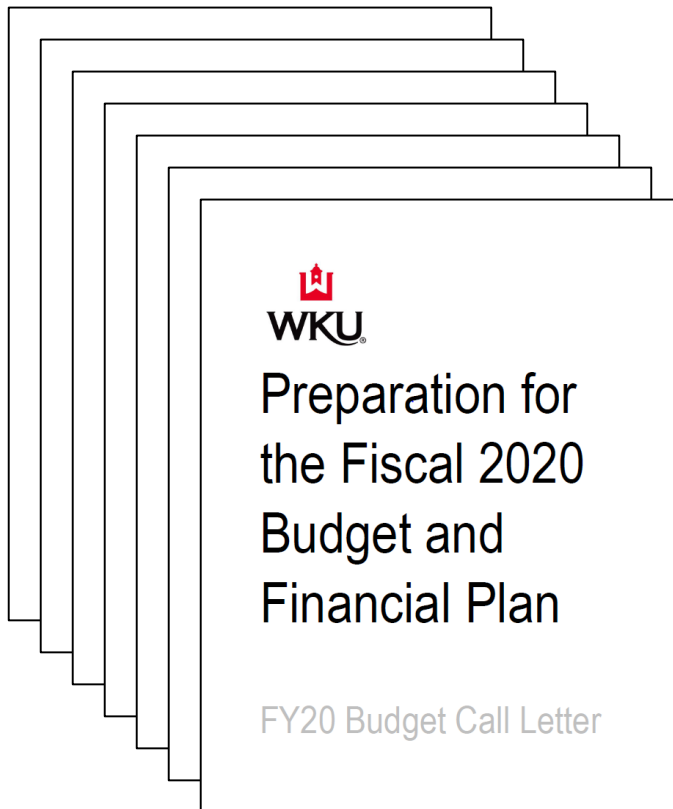 WKU®
Preparation for
the Fiscal 2020
Budget and
Financial Plan
FY20 Budget Call Letter